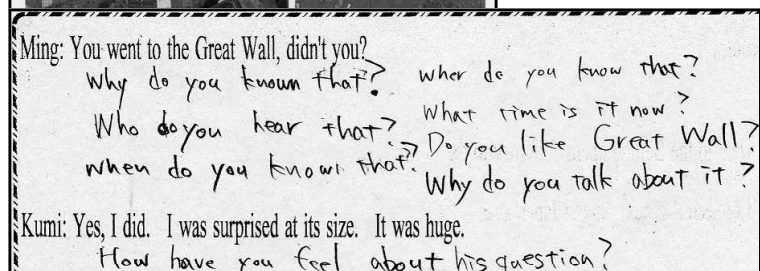 Ming: You went to the Great Wall, didn't you?
Why do you known that?
Who do you hear that?
when do you known that?
wher do you know that?
What time is it now?
Do you like Great Wall?
Why do you talk about it?
Kumi: Yes, I did. I was surprised at its size. It was huge.
How have you feel about his question?